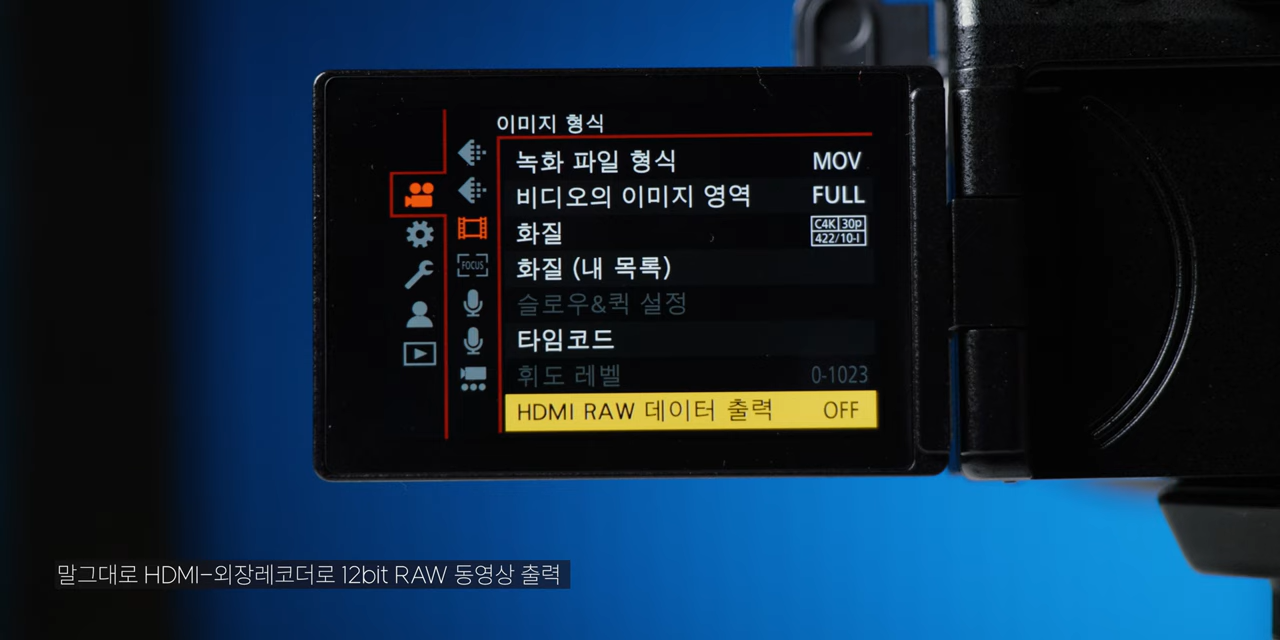 이미지 형식
녹화 파일 형식 MOV
비디오의 이미지 영역 FULL
화질 C4K 30p 422/10-I
화질 (내 목록)
FOCUS
슬로우&퀵 설정
타임코드
휘도 레벨 0-1023
HDMI RAW 데이터 출력 OFF
말그대로 HDMI-외장레코더로 12bit RAW 동영상 출력